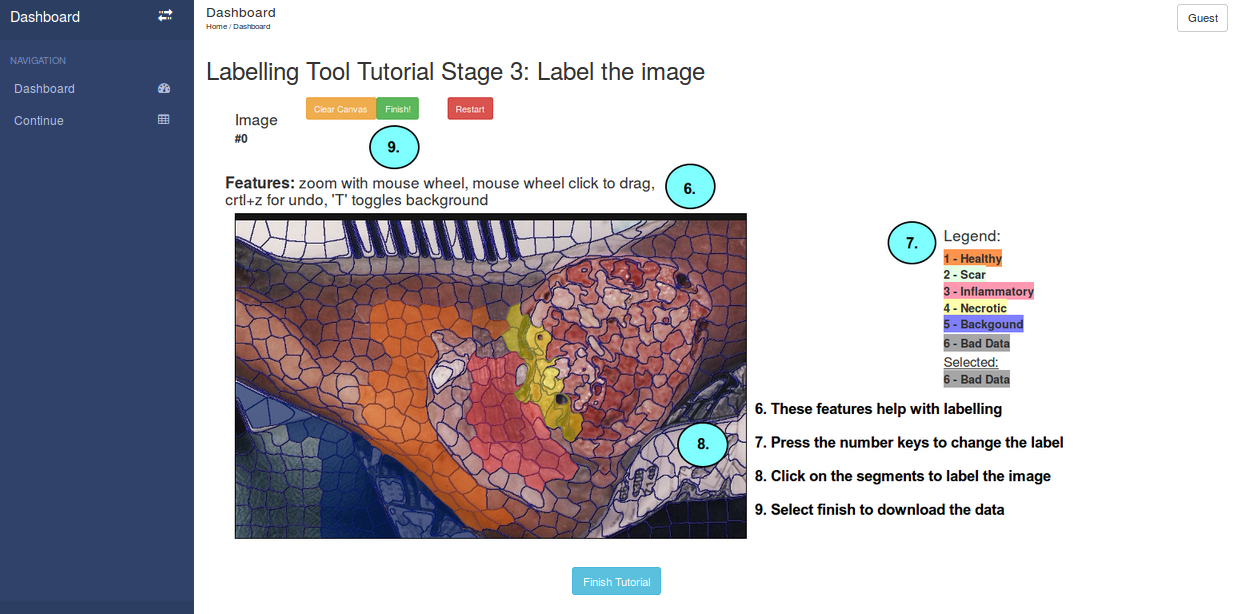 Dashboard
NAVIGATION
Dashboard
Continue
Dashboard
Home / Dashboard
Guest
Labelling Tool Tutorial Stage 3: Label the image
Image
#0
Clear Canvas
Finish!
Restart
9.
Features: zoom with mouse wheel, mouse wheel click to drag,
crtl+z for undo, 'T' toggles background
6.
7.
Legend:
1 - Healthy
2 - Scar
3 - Inflammatory
4 - Necrotic
5 - Backgound
6 - Bad Data
Selected:
6 - Bad Data
8.
6. These features help with labelling
7. Press the number keys to change the label
8. Click on the segments to label the image
9. Select finish to download the data
Finish Tutorial